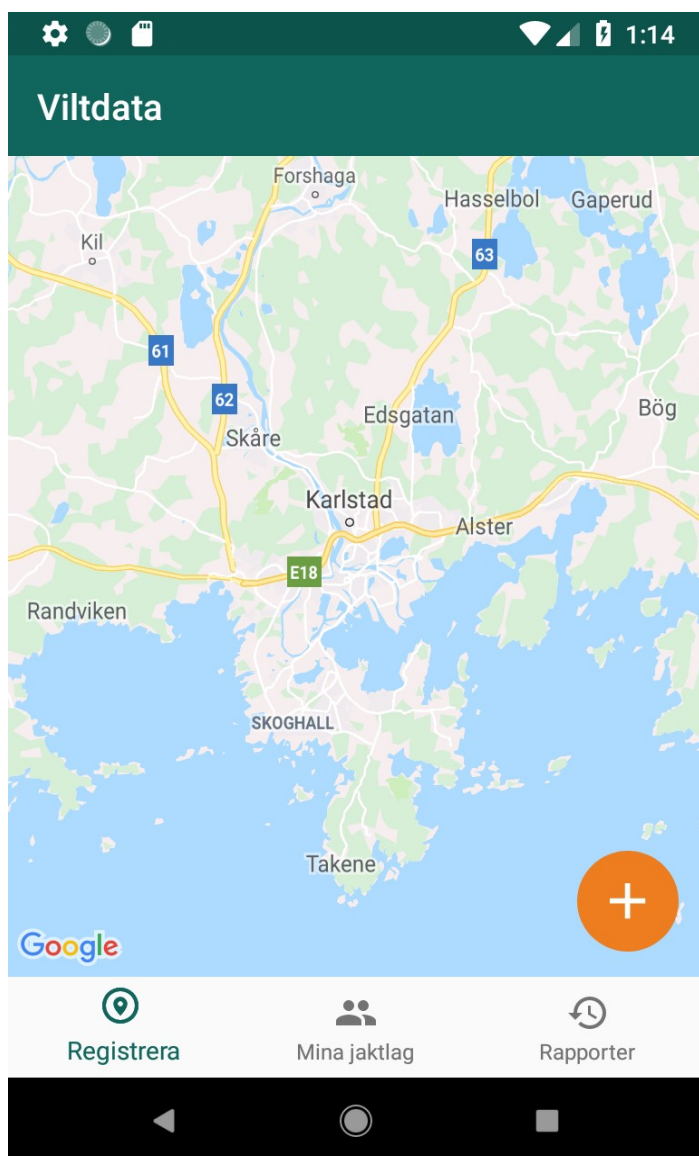 1:14
Viltdata
Forshaga
Hasselbol
Gaperud
Kil
63
61
62
Edsgatan
Bög
Skåre
Karlstad
Alster
E18
Randviken
SKOGHALL
Takene
Google
Registrera
Mina jaktlag
Rapporter